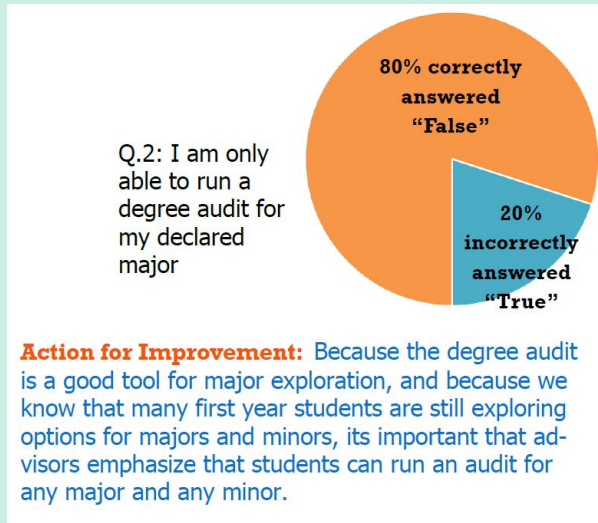 80% correctly
answered
“False”
Q.2: I am only
able to run a
degree audit for
my declared
major
20%
incorrectly
answered
“True”
Action for Improvement: Because the degree audit
is a good tool for major exploration, and because we
know that many first year students are still exploring
options for majors and minors, its important that ad-
visors emphasize that students can run an audit for
any major and any minor.